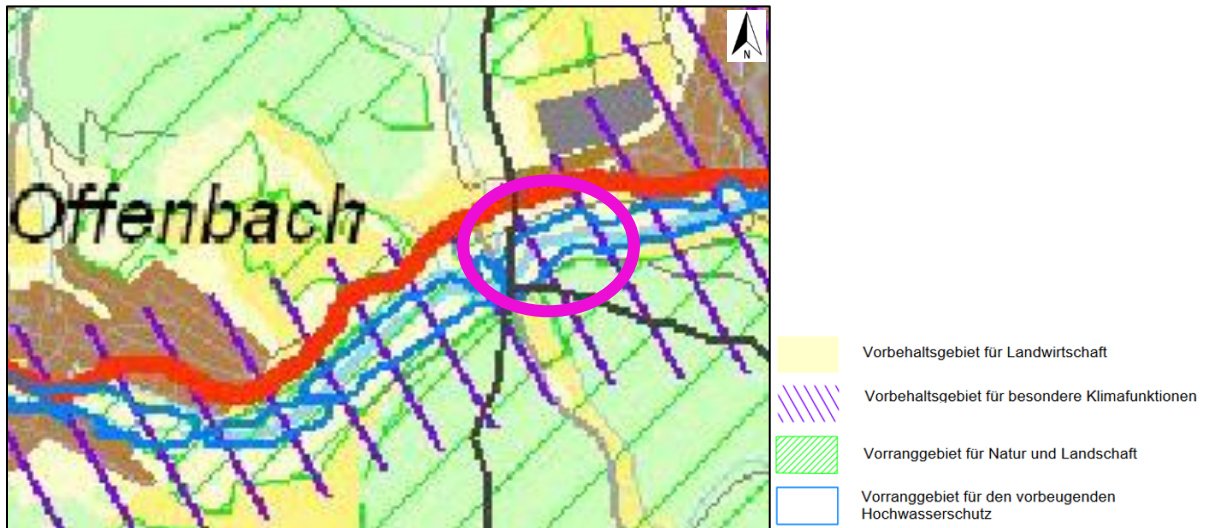 N
Offenbach
Vorbehaltsgebiet für Landwirtschaft
Vorbehaltsgebiet für besondere Klimafunktionen
Vorranggebiet für Natur und Landschaft
Vorranggebiet für den vorbeugenden
Hochwasserschutz